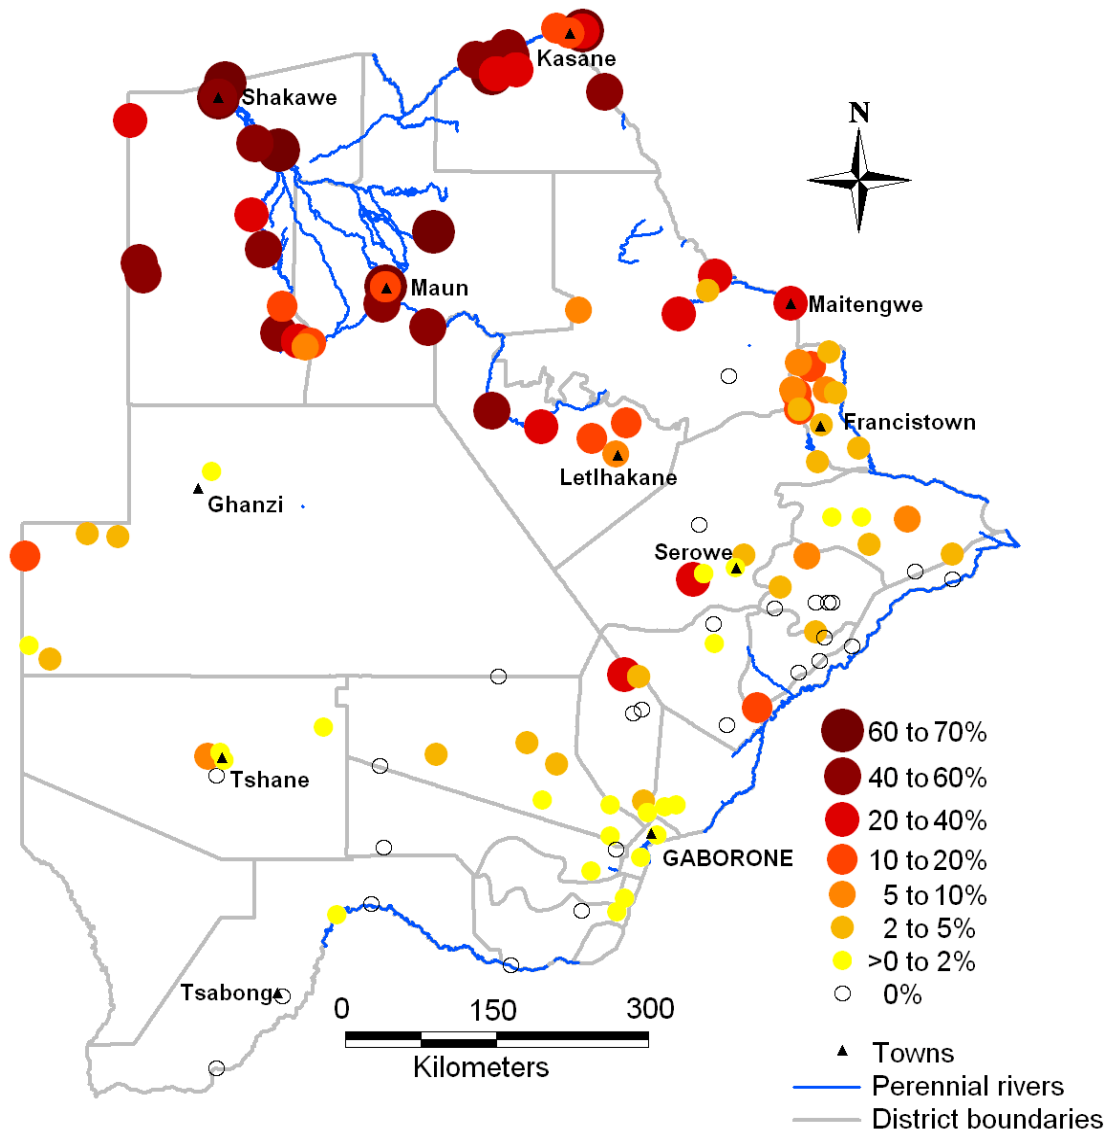 Kasane
Shakawe
N
Maun
Maitengwe
Francistown
Letlhakane
Ghanzi
Serowe
Tshane
GABORONE
Tsabong
60 to 70%
40 to 60%
20 to 40%
10 to 20%
5 to 10%
2 to 5%
>0 to 2%
0%
0 150 300
Kilometers
Towns
Perennial rivers
District boundaries